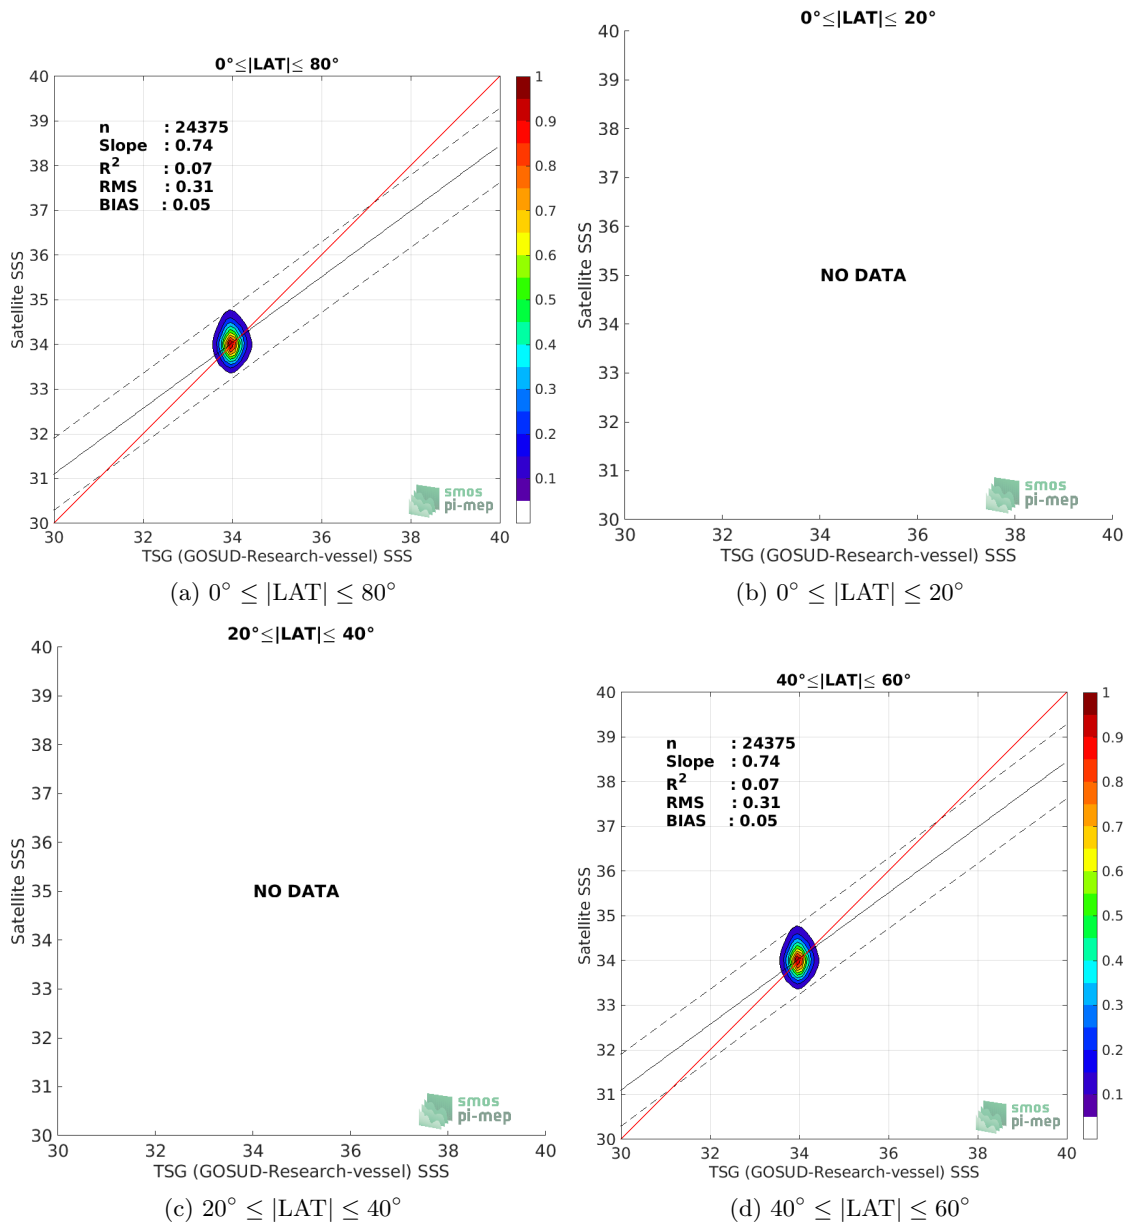 0°≤|LAT|≤ 80°
40
39
38
37
36
35
34
33
32
31
30
Satellite SSS
n : 24375
Slope : 0.74
R2 : 0.07
RMS : 0.31
BIAS : 0.05
1
0.9
0.8
0.7
0.6
0.5
0.4
0.3
0.2
0.1
smos
pi-mep
30 32 34 36 38 40
TSG (GOSUD-Research-vessel) SSS
(a) 0° ≤ |LAT| ≤ 80°
0°≤|LAT|≤ 20°
40
39
38
37
36
35
34
33
32
31
30
Satellite SSS
NO DATA
smos
pi-mep
30 32 34 36 38 40
TSG (GOSUD-Research-vessel) SSS
(b) 0° ≤ |LAT| ≤ 20°
20°≤|LAT|≤ 40°
40
39
38
37
36
35
34
33
32
31
30
Satellite SSS
NO DATA
smos
pi-mep
30 32 34 36 38 40
TSG (GOSUD-Research-vessel) SSS
(c) 20° ≤ |LAT| ≤ 40°
40°≤|LAT|≤ 60°
40
39
38
37
36
35
34
33
32
31
30
Satellite SSS
n : 24375
Slope : 0.74
R2 : 0.07
RMS : 0.31
BIAS : 0.05
1
0.9
0.8
0.7
0.6
0.5
0.4
0.3
0.2
0.1
smos
pi-mep
30 32 34 36 38 40
TSG (GOSUD-Research-vessel) SSS
(d) 40° ≤ |LAT| ≤ 60°